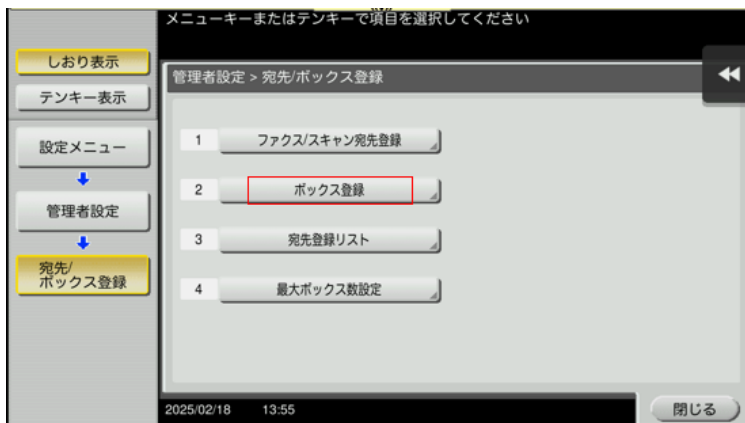 メニューキーまたはテンキーで項目を選択してください
しおり表示
テンキー表示
設定メニュー
管理者設定
宛先/
ボックス登録
管理者設定 > 宛先/ボックス登録
1 ファクス/スキャン宛先登録
2 ボックス登録
3 宛先登録リスト
4 最大ボックス数設定
2025/02/18 13:55
閉じる